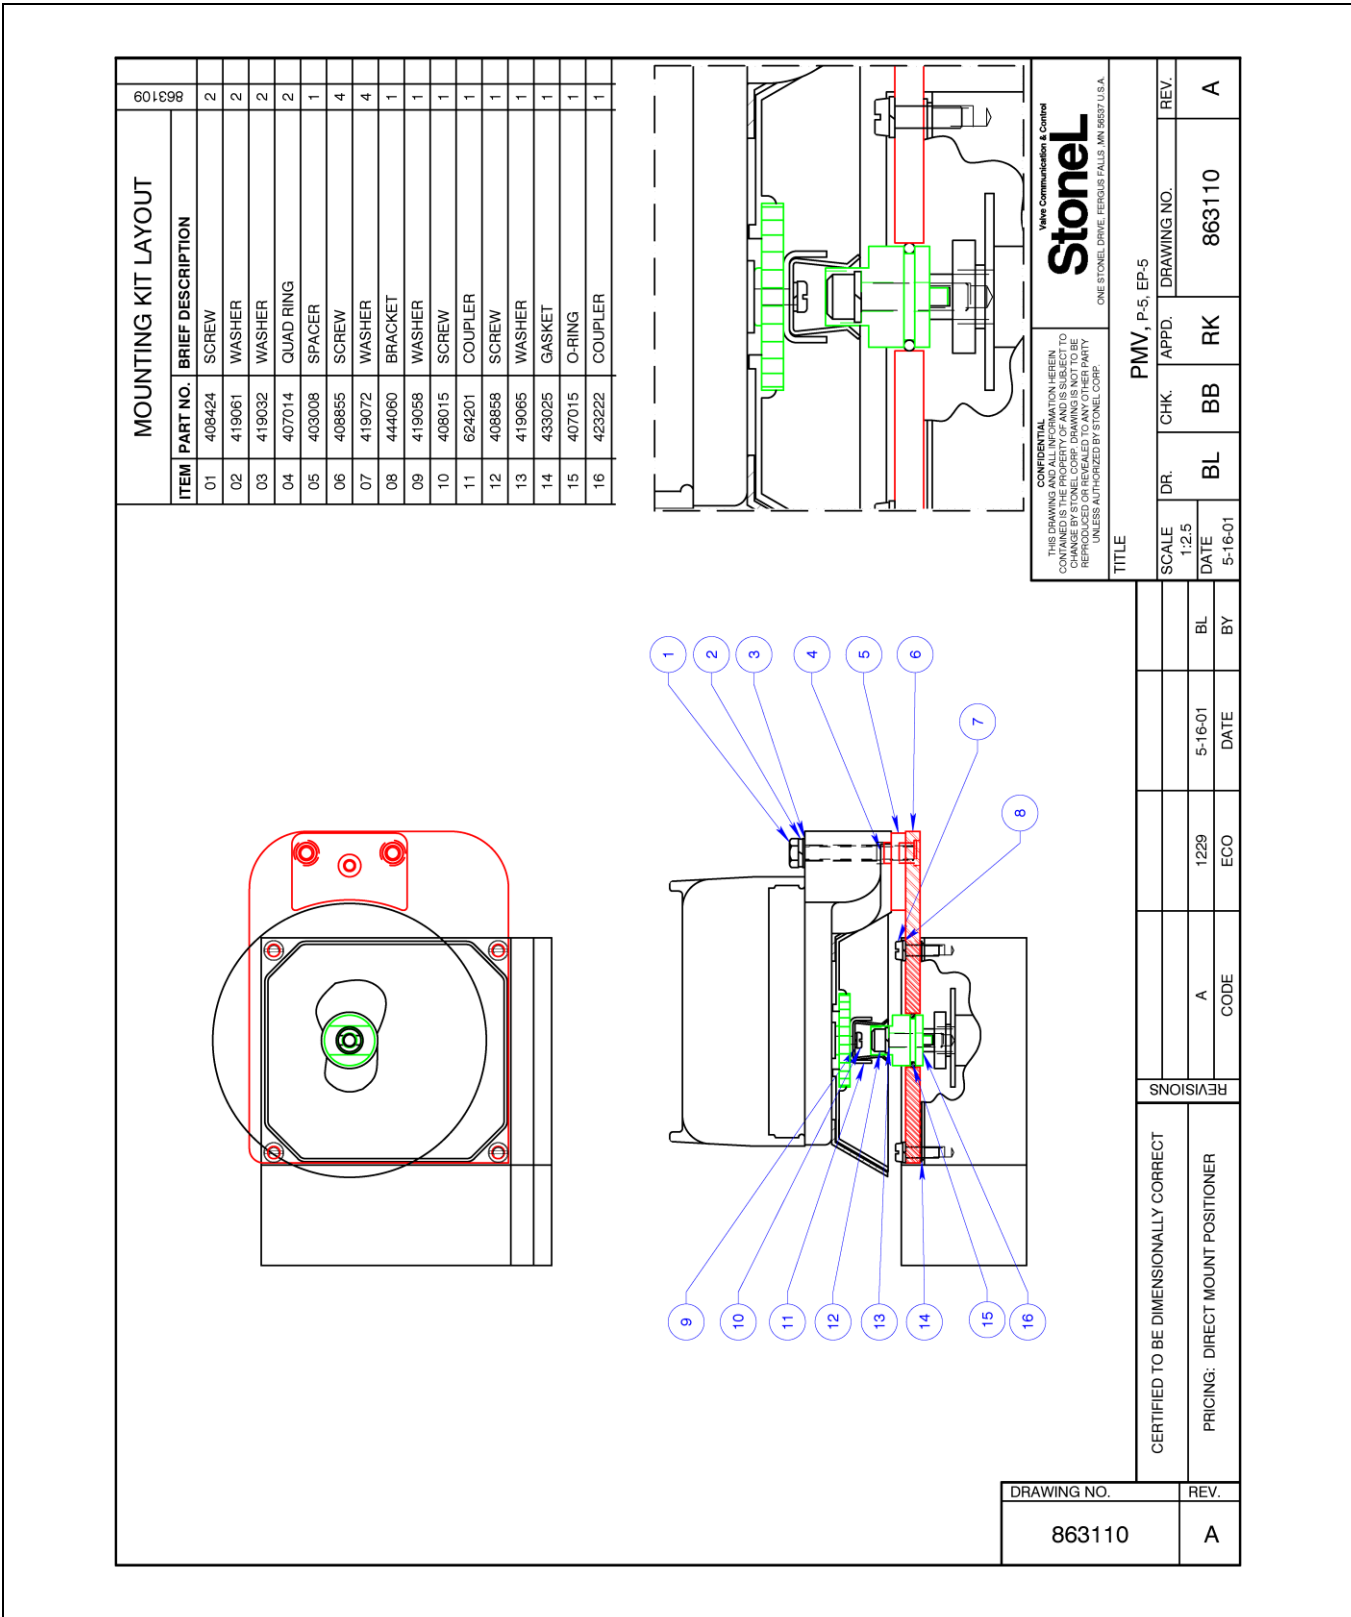 MOUNTING KIT LAYOUT
ITEM PART NO. BRIEF DESCRIPTION 863109
01 408424 SCREW 2
02 419061 WASHER 2
03 419032 WASHER 2
04 407014 QUAD RING 2
05 403008 SPACER 1
06 408855 SCREW 4
07 419072 WASHER 4
08 444060 BRACKET 1
09 419058 WASHER 1
10 408015 SCREW 1
11 624201 COUPLER 1
12 408858 SCREW 1
13 419065 WASHER 1
14 433025 GASKET 1
15 407015 O-RING 1
16 423222 COUPLER 1
1
2
3
4
5
6
7
8
9
10
11
12
13
14
15
16
CONFIDENTIAL
THIS DRAWING AND ALL INFORMATION HEREIN
CONTAINED IS THE PROPERTY OF AND IS SUBJECT TO
CHANGE BY STONEL CORP. DRAWING IS NOT TO BE
REPRODUCED OR REVEALED TO ANY OTHER PARTY
UNLESS AUTHORIZED BY STONEL CORP.
Valve Communication & Control
StoneL
ONE STONEL DRIVE, FERGUS FALLS ,MN 56537 U.S.A.
TITLE
PMV, P-5, EP-5
SCALE
1:2.5
DATE
5-16-01
DR.
BL
CHK.
BB
APPD.
RK
DRAWING NO.
863110
REV.
A
REVISIONS
A 1229 5-16-01 BL
CODE ECO DATE BY
CERTIFIED TO BE DIMENSIONALLY CORRECT
PRICING: DIRECT MOUNT POSITIONER
DRAWING NO. REV.
863110 A